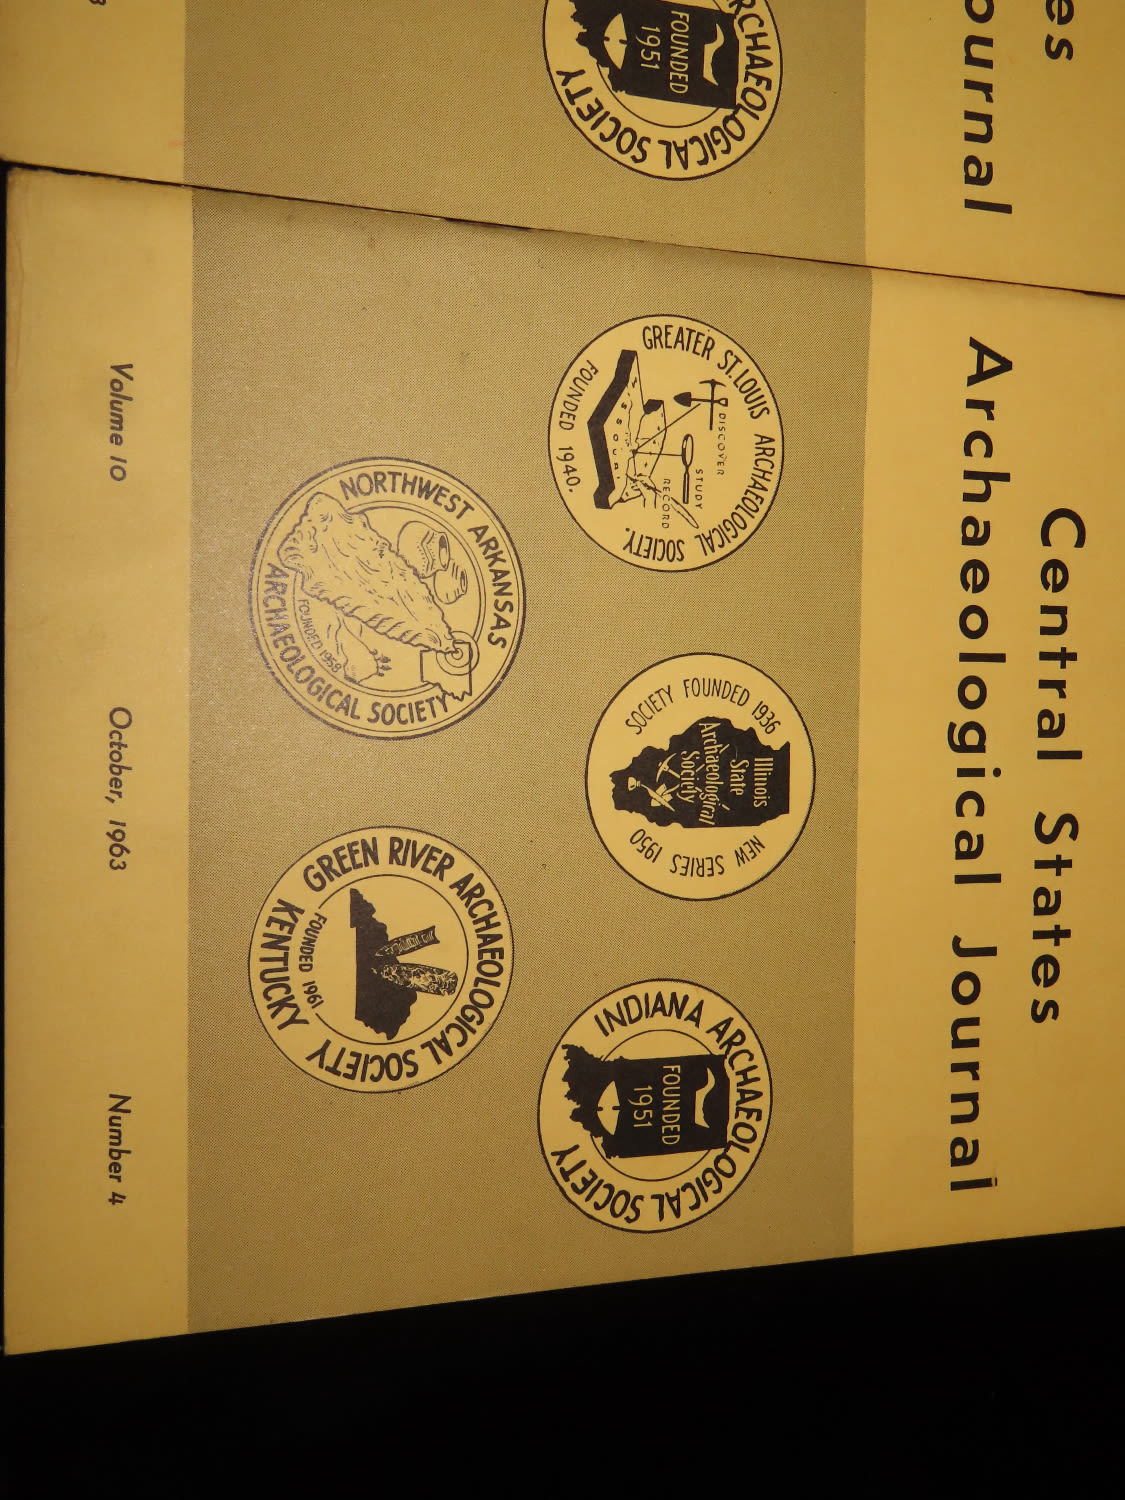 es
ournal
ARCHAEOLOGICAL SOCIETY
FOUNDED
1951
3
Central States
Archaeological Journal
GREATER ST. LOUIS ARCHAEOLOGICAL SOCIETY.
FOUNDED 1940.
DISCOVER
STUDY
RECORD
MISSOURI
SOCIETY FOUNDED 1936
Illinois
State
Archaeological
Society
NEW SERIES 1950
INDIANA ARCHAEOLOGICAL SOCIETY
FOUNDED
1951
NORTHWEST ARKANSAS
ARCHAEOLOGICAL SOCIETY
FOUNDED 1958
GREEN RIVER ARCHAEOLOGICAL SOCIETY
KENTUCKY
FOUNDED 1961
Volume 10
October, 1963
Number 4